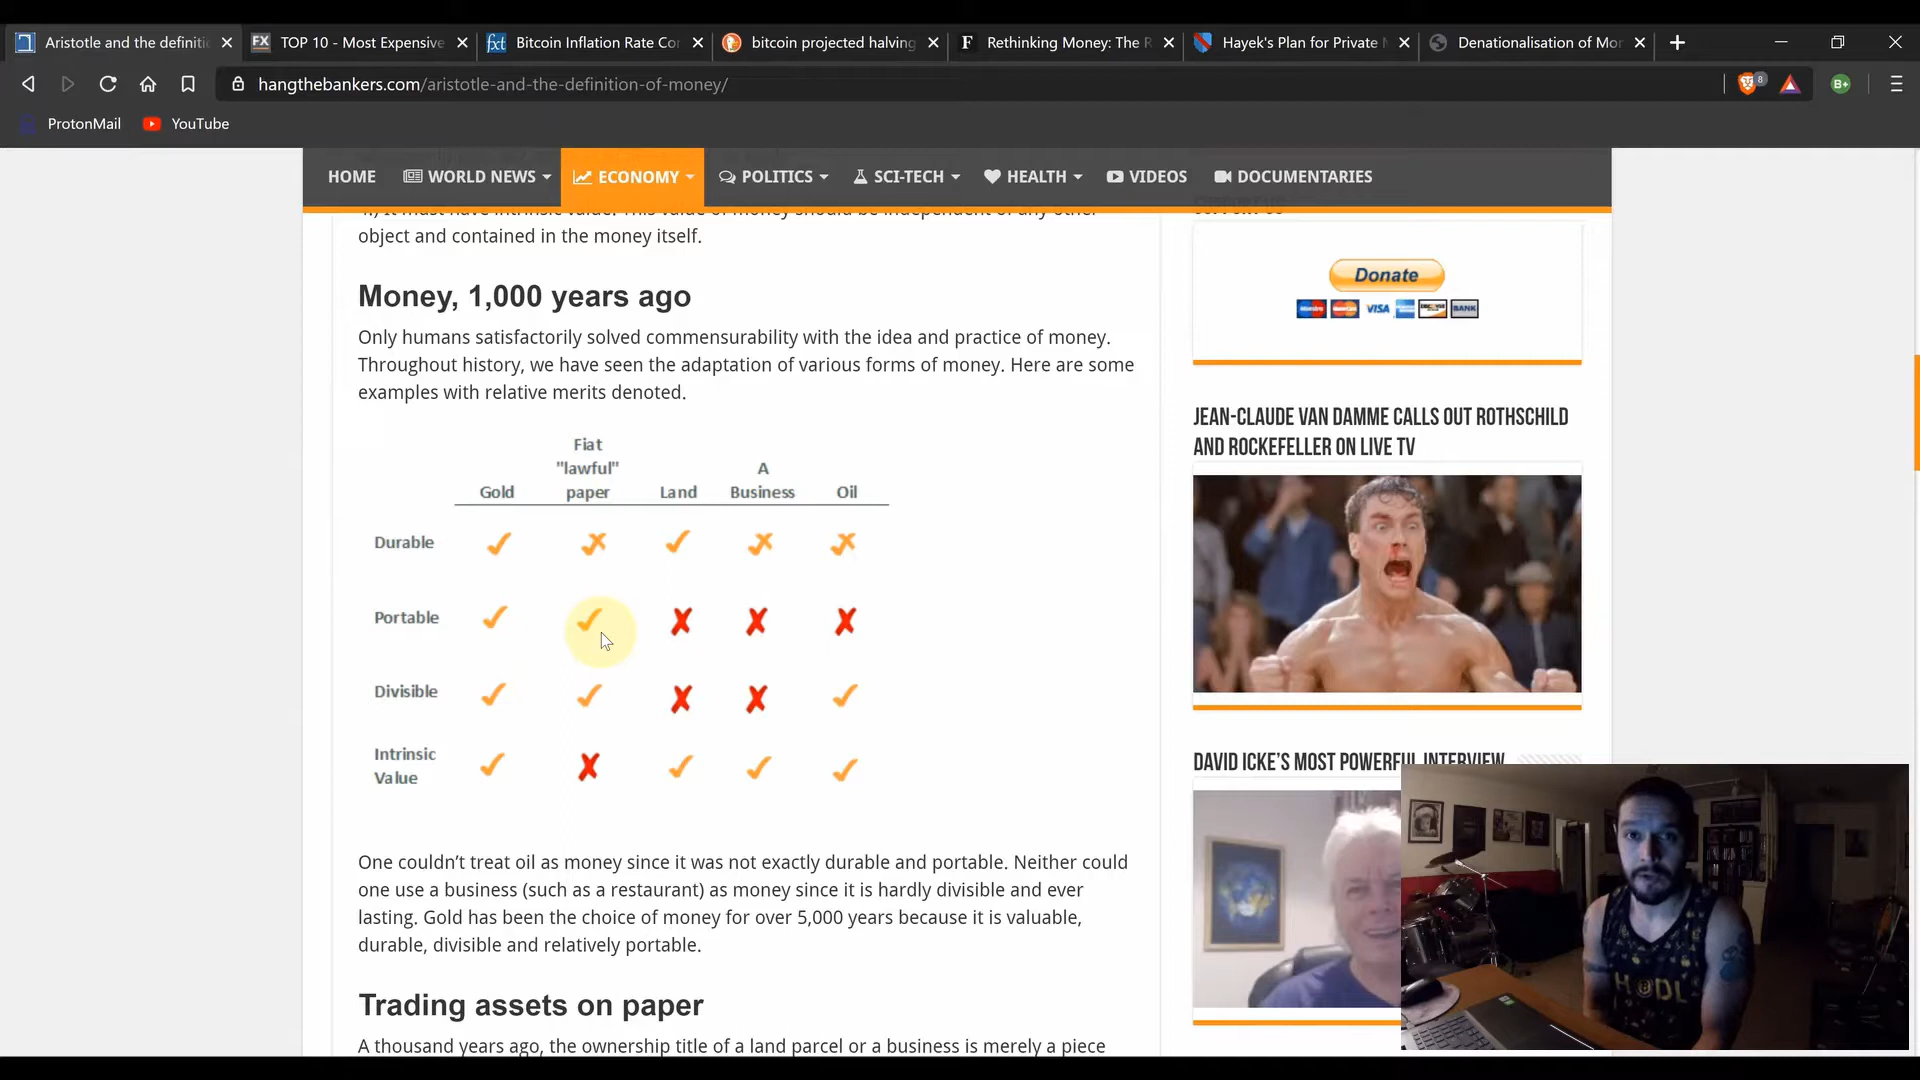 Aristotle and the definiti
TOP 10 - Most Expensive
Bitcoin Inflation Rate Co
bitcoin projected halving
Rethinking Money: The R
Hayek's Plan for Private M
Denationalisation of Mo
hangthebankers.com/aristotle-and-the-definition-of-money/
8
B+
ProtonMail
YouTube
HOME
WORLD NEWS
ECONOMY
POLITICS
SCI-TECH
HEALTH
VIDEOS
DOCUMENTARIES
object and contained in the money itself.
Money, 1,000 years ago
Only humans satisfactorily solved commensurability with the idea and practice of money.
Throughout history, we have seen the adaptation of various forms of money. Here are some
examples with relative merits denoted.
Gold
Fiat
"lawful"
paper
Land
A
Business
Oil
Durable
Portable
Divisible
Intrinsic
Value
One couldn't treat oil as money since it was not exactly durable and portable. Neither could
one use a business (such as a restaurant) as money since it is hardly divisible and ever
lasting. Gold has been the choice of money for over 5,000 years because it is valuable,
durable, divisible and relatively portable.
Trading assets on paper
A thousand years ago, the ownership title of a land parcel or a business is merely a piece
Donate
VISA
BANK
JEAN-CLAUDE VAN DAMME CALLS OUT ROTHSCHILD
AND ROCKEFELLER ON LIVE TV
DAVID ICKE'S MOST POWERFUL INTERVIEW